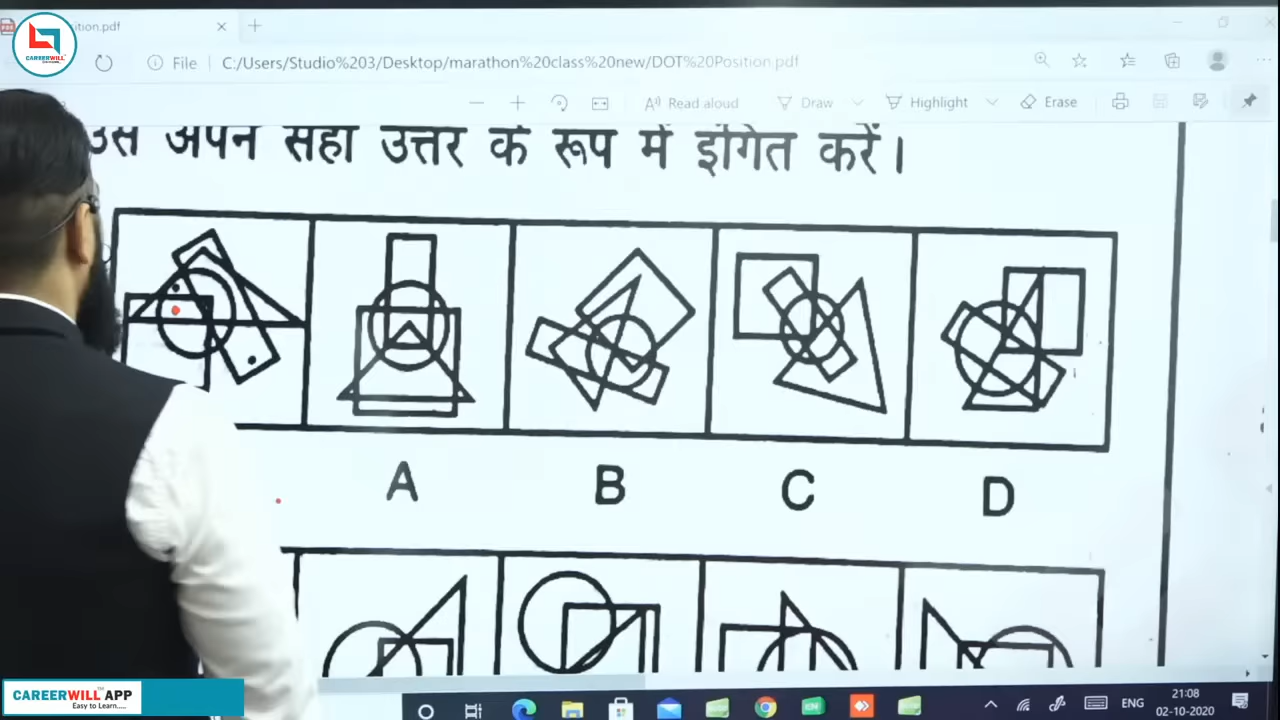 ition.pdf
File C:/Users/Studio%203/Desktop/marathon%20class%20new/DOT%20Position.pdf
Read aloud Draw Highlight Erase
CAREERWILL
उसे अपने सही उत्तर के रूप में इंगित करें।
A B C D
CAREERWILL APP
Easy to Learn.....
ENG
21:08
02-10-2020